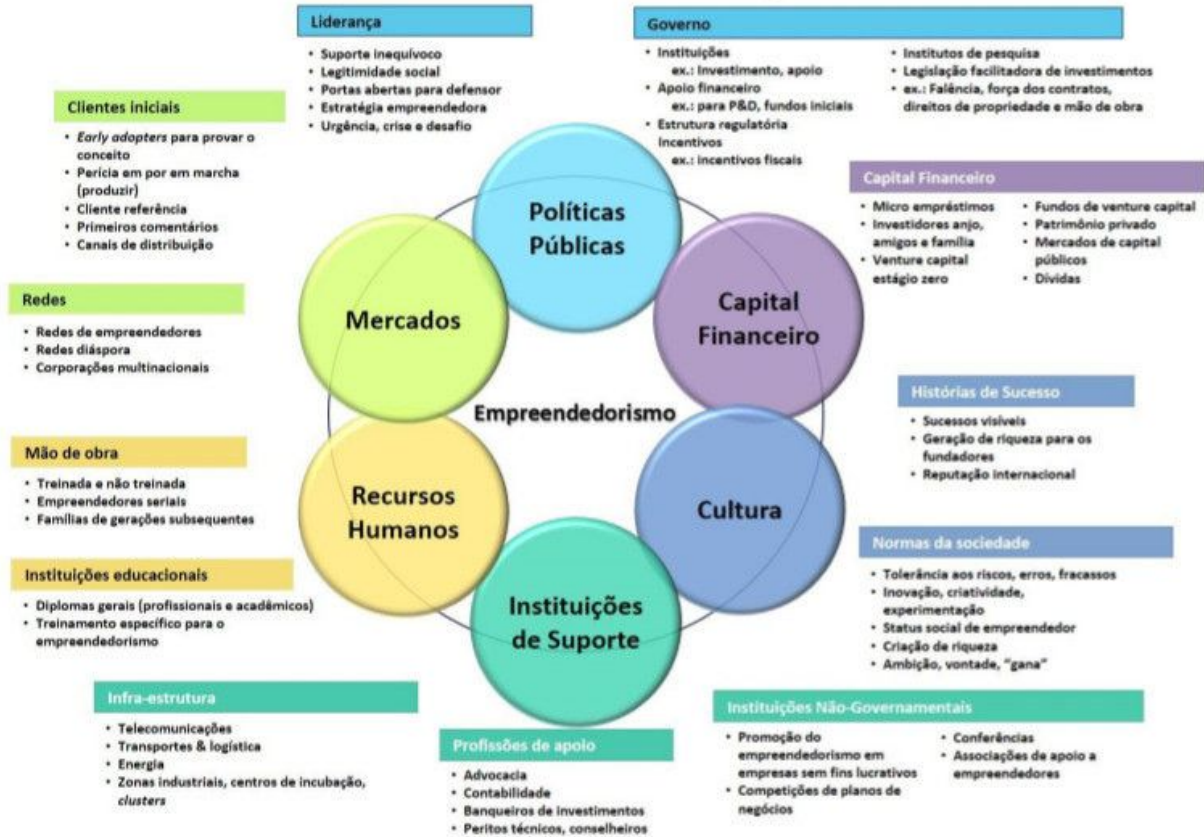 Liderança
• Suporte inequívoco
• Legitimidade social
• Portas abertas para defensor
• Estratégia empreendedora
• Urgência, crise e desafio
Governo
• Instituições
ex.: Investimento, apoio
• Apoio financeiro
ex.: para P&D, fundos iniciais
• Estrutura regulatória
Incentivos
ex.: incentivos fiscais
• Institutos de pesquisa
• Legislação facilitadora de investimentos
• ex.: Falência, força dos contratos,
direitos de propriedade e mão de obra
Clientes iniciais
• Early adopters para provar o
conceito
• Perícia em por em marcha
(produzir)
• Cliente referência
• Primeiros comentários
• Canais de distribuição
Capital Financeiro
• Micro empréstimos
• Investidores anjo,
amigos e família
• Venture capital
estágio zero
• Fundos de venture capital
• Patrimônio privado
• Mercados de capital
públicos
• Dívidas
Redes
• Redes de empreendedores
• Redes diáspora
• Corporações multinacionais
Políticas
Públicas
Mercados
Capital
Financeiro
Empreendedorismo
Recursos
Humanos
Cultura
Instituições
de Suporte
Histórias de Sucesso
• Sucessos visíveis
• Geração de riqueza para os
fundadores
• Reputação internacional
Mão de obra
• Treinada e não treinada
• Empreendedores seriais
• Famílias de gerações subsequentes
Normas da sociedade
• Tolerância aos riscos, erros, fracassos
• Inovação, criatividade,
experimentação
• Status social de empreendedor
• Criação de riqueza
• Ambição, vontade, "gana"
Instituições educacionais
• Diplomas gerais (profissionais e acadêmicos)
• Treinamento específico para o
empreendedorismo
Infra-estrutura
• Telecomunicações
• Transportes & logística
• Energia
• Zonas industriais, centros de incubação,
clusters
Profissões de apoio
• Advocacia
• Contabilidade
• Banqueiros de investimentos
• Peritos técnicos, conselheiros
Instituições Não-Governamentais
• Promoção do
empreendedorismo em
empresas sem fins lucrativos
• Competições de planos de
negócios
• Conferências
• Associações de apoio a
empreendedores